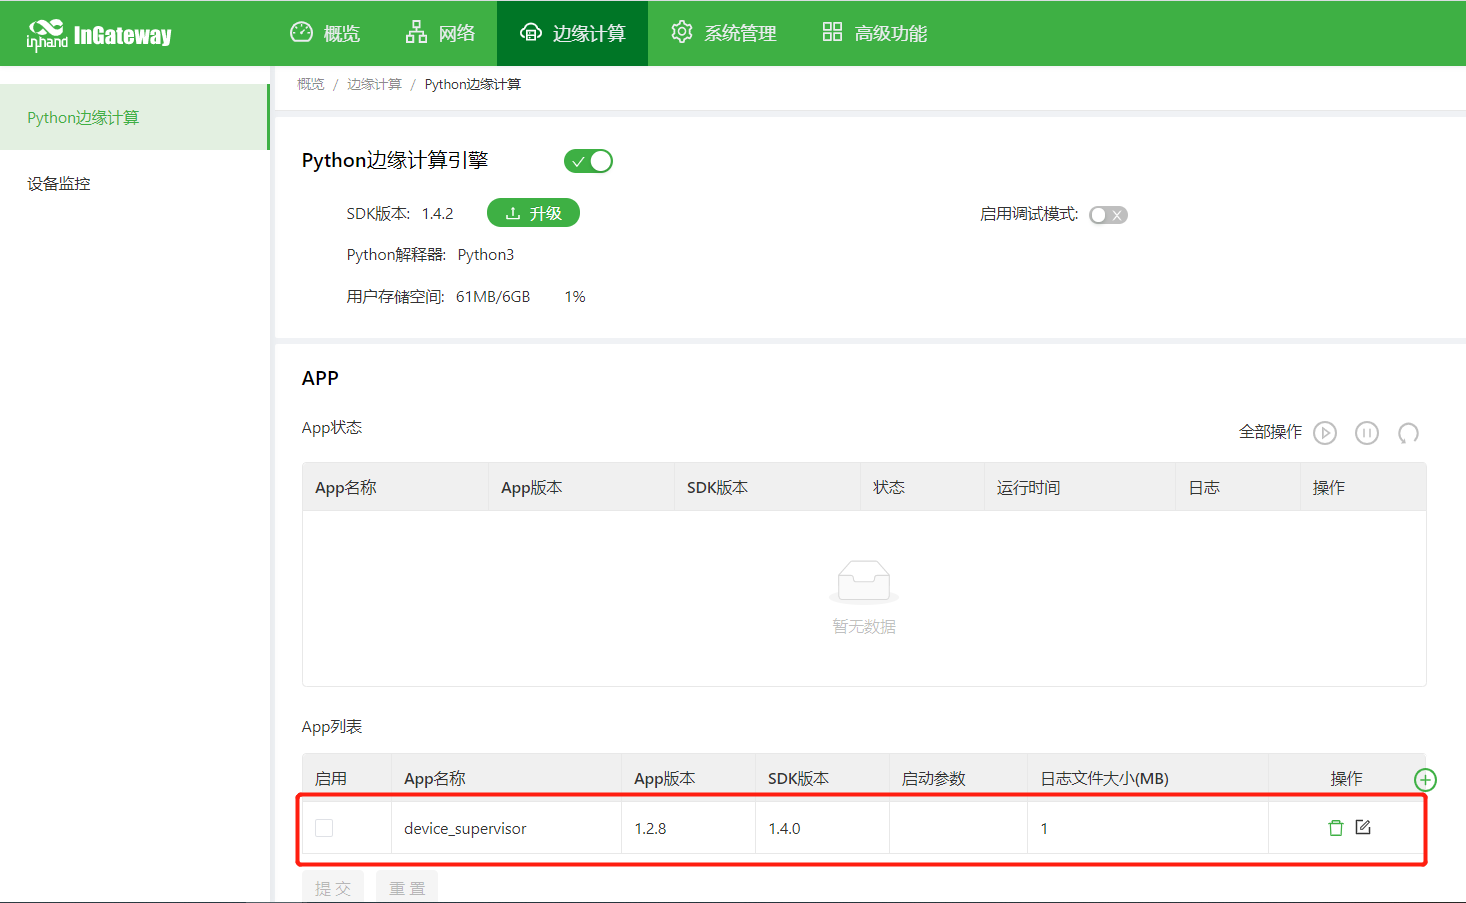 inhand InGateway 概览 网络 边缘计算 系统管理 高级功能
概览 / 边缘计算 / Python边缘计算
Python边缘计算
设备监控
Python边缘计算引擎
SDK版本: 1.4.2 升级 启用调试模式:
Python解释器: Python3
用户存储空间: 61MB/6GB 1%
APP
App状态 全部操作
App名称 App版本 SDK版本 状态 运行时间 日志 操作
暂无数据
App列表
启用 App名称 App版本 SDK版本 启动参数 日志文件大小(MB) 操作
device_supervisor 1.2.8 1.4.0 1
提交 重置